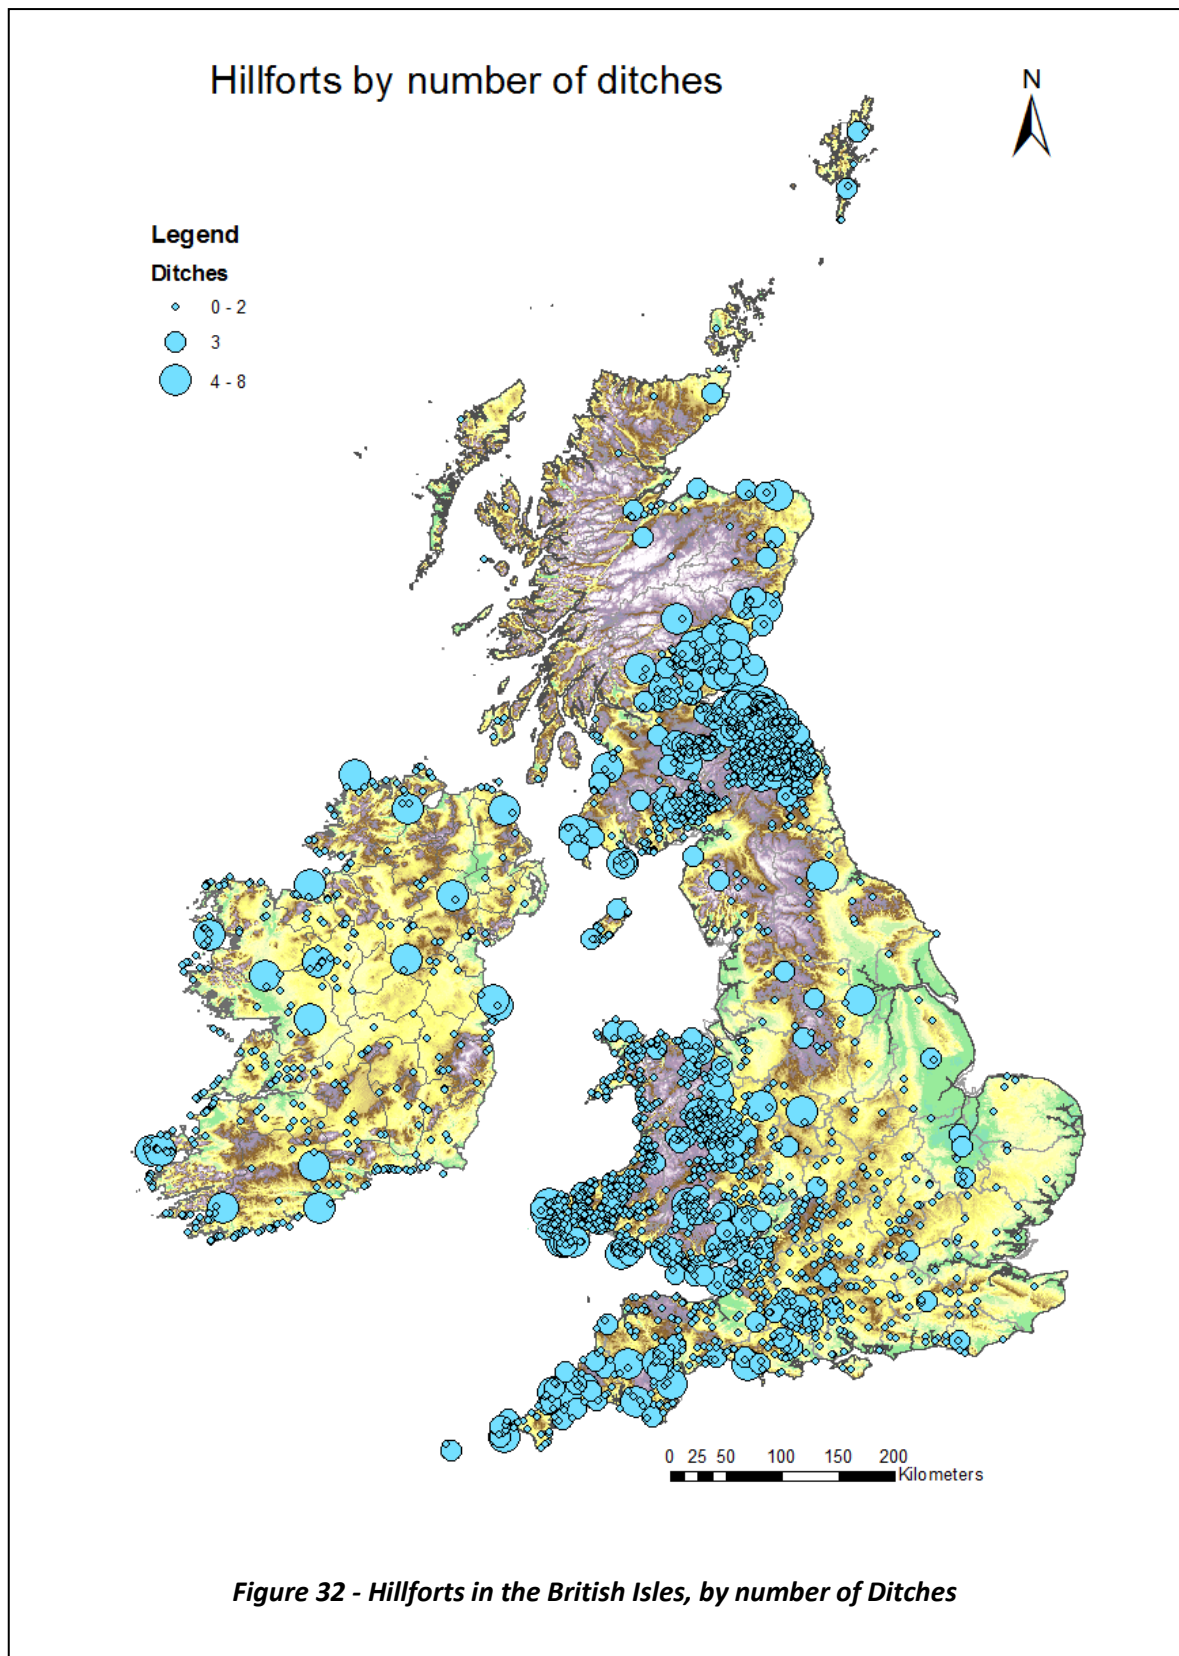 Hillforts by number of ditches
N
Legend
Ditches
0 - 2
3
4 - 8
0 25 50 100 150 200
Kilometers
Figure 32 - Hillforts in the British Isles, by number of Ditches